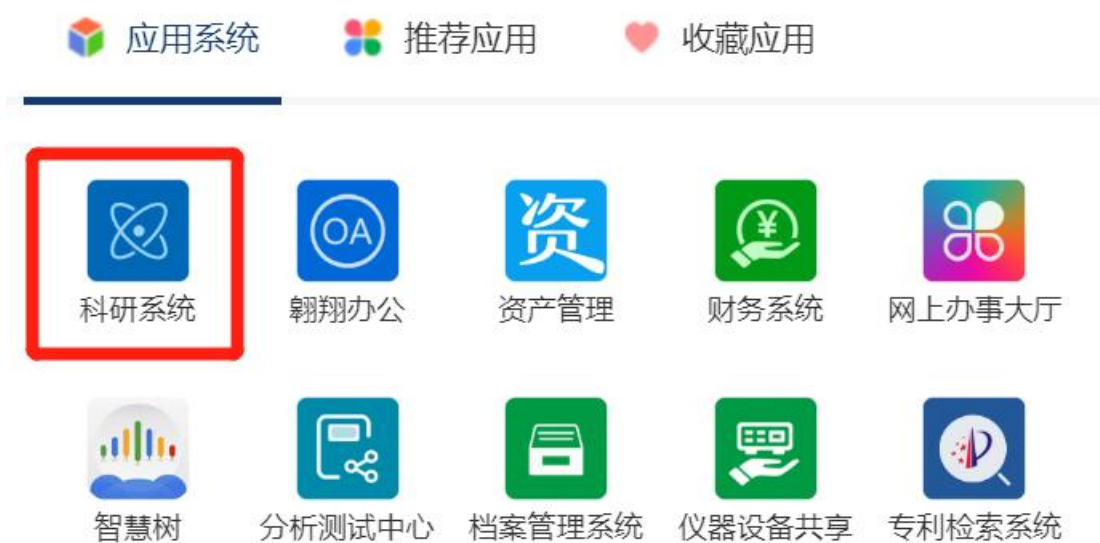 应用系统 推荐应用 收藏应用
OA 资 ¥
科研系统 翱翔办公 资产管理 财务系统 网上办事大厅
智慧树 分析测试中心 档案管理系统 仪器设备共享 专利检索系统